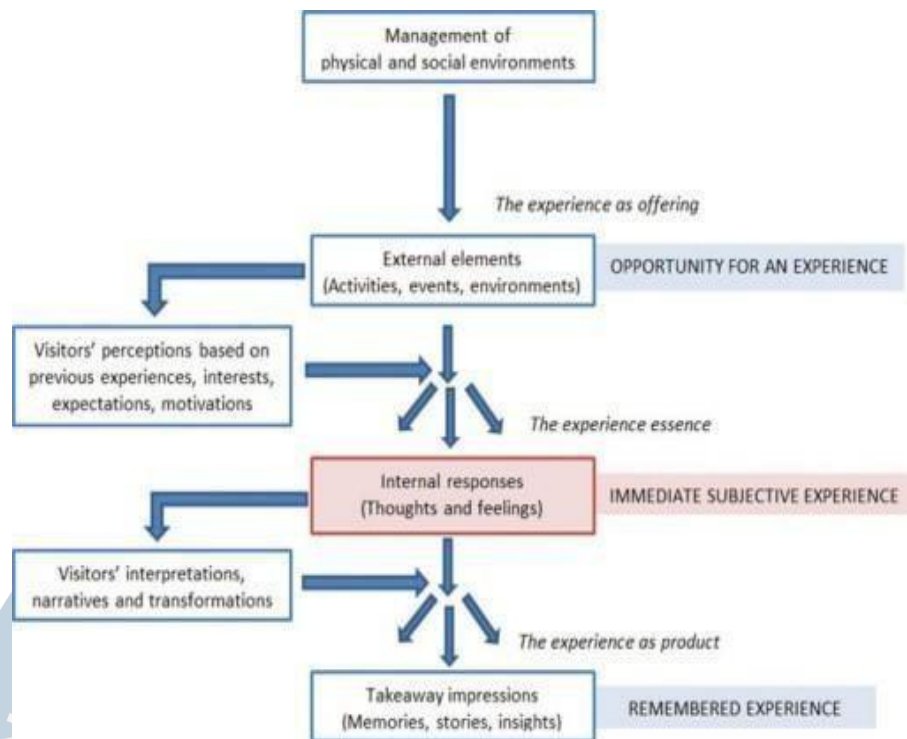 Management of
physical and social environments
The experience as offering
External elements
(Activities, events, environments)
OPPORTUNITY FOR AN EXPERIENCE
Visitors' perceptions based on
previous experiences, interests,
expectations, motivations
The experience essence
Internal responses
(Thoughts and feelings)
IMMEDIATE SUBJECTIVE EXPERIENCE
Visitors' interpretations,
narratives and transformations
The experience as product
Takeaway impressions
(Memories, stories, insights)
REMEMBERED EXPERIENCE